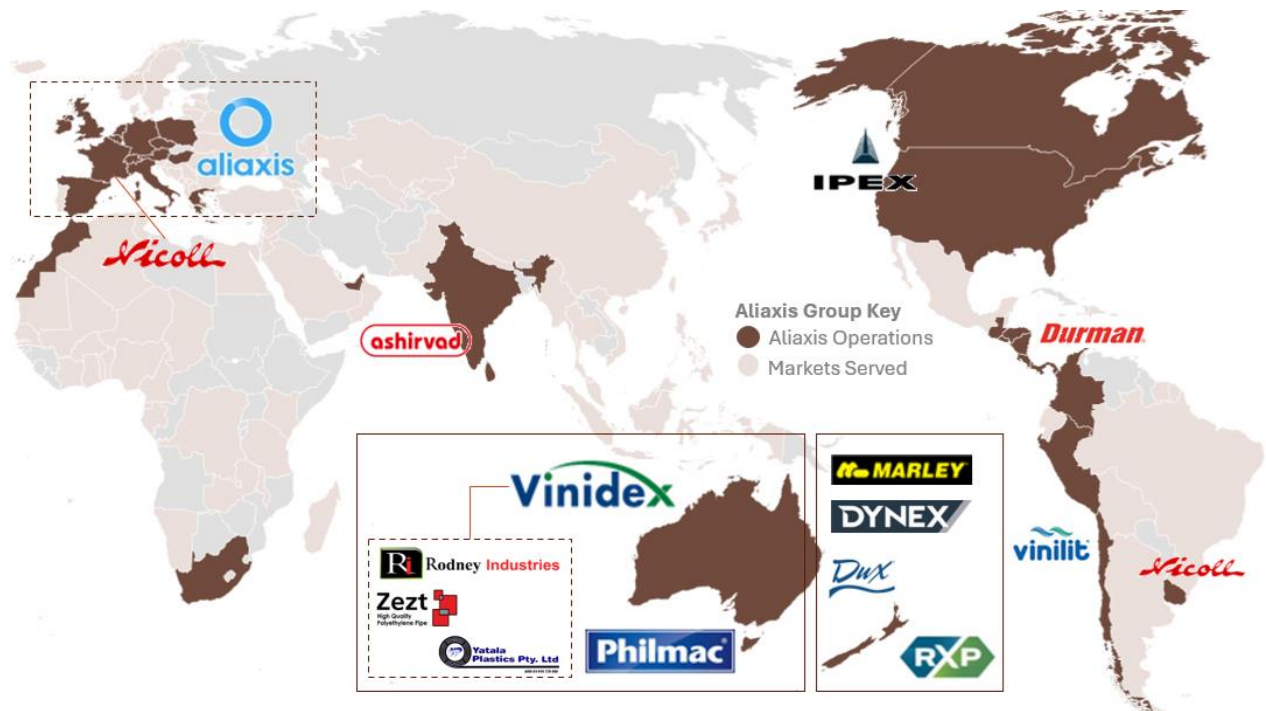 aliaxis
Nicoll
ashirvad
IPEX
Aliaxis Group Key
Aliaxis Operations
Markets Served
Durman
Vinidex
Ri Rodney Industries
Zezt
High Quality
Polyethylene Pipe
Yatala
Plastics Pty. Ltd
Philmac
MARLEY
DYNEX
Dux
RXP
vinilit
Nicoll